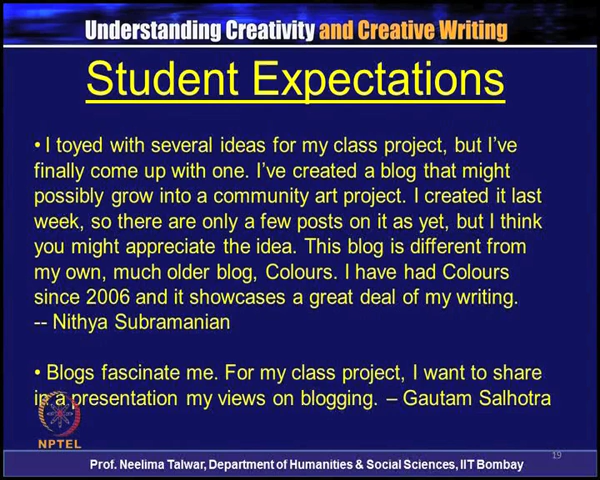 Understanding Creativity and Creative Writing
Student Expectations
• I toyed with several ideas for my class project, but I've
finally come up with one. I've created a blog that might
possibly grow into a community art project. I created it last
week, so there are only a few posts on it as yet, but I think
you might appreciate the idea. This blog is different from
my own, much older blog, Colours. I have had Colours
since 2006 and it showcases a great deal of my writing.
-- Nithya Subramanian
• Blogs fascinate me. For my class project, I want to share
in a presentation my views on blogging. – Gautam Salhotra
NPTEL
19
Prof. Neelima Talwar, Department of Humanities & Social Sciences, IIT Bombay